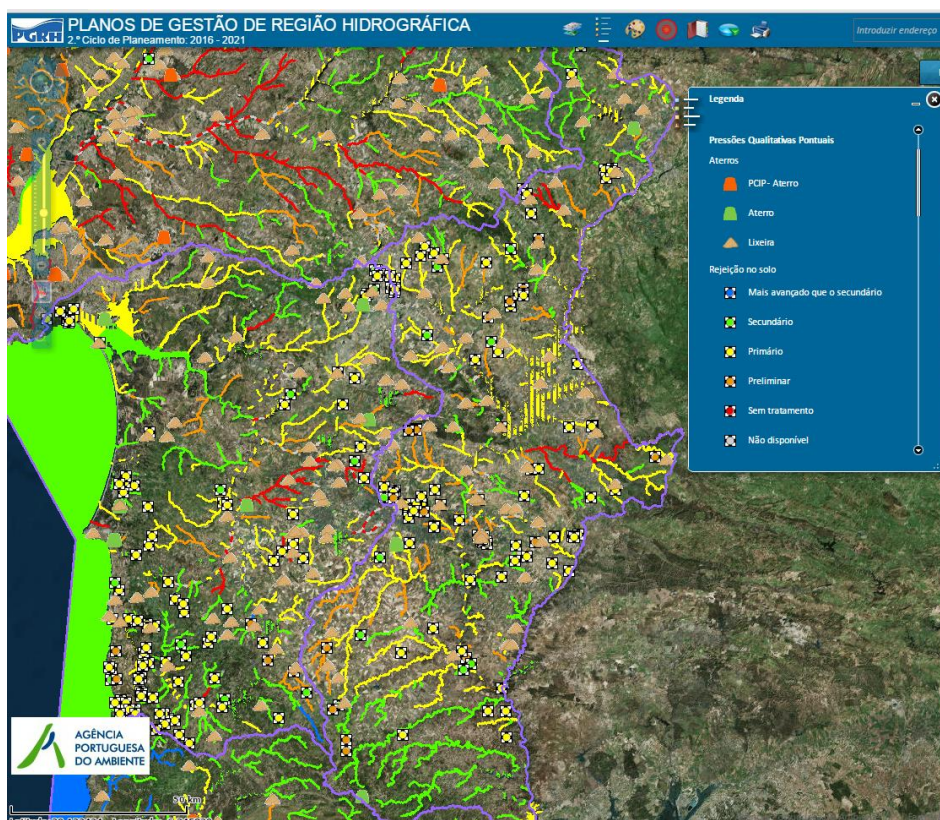 PGRH
PLANOS DE GESTÃO DE REGIÃO HIDROGRÁFICA
2.º Ciclo de Planeamento: 2016 - 2021
Introduzir endereço
Legenda
Pressões Qualitativas Pontuais
Aterros
PCIP- Aterro
Aterro
Lixeira
Rejeição no solo
Mais avançado que o secundário
Secundário
Primário
Preliminar
Sem tratamento
Não disponível
AGÊNCIA
PORTUGUESA
DO AMBIENTE
50 km